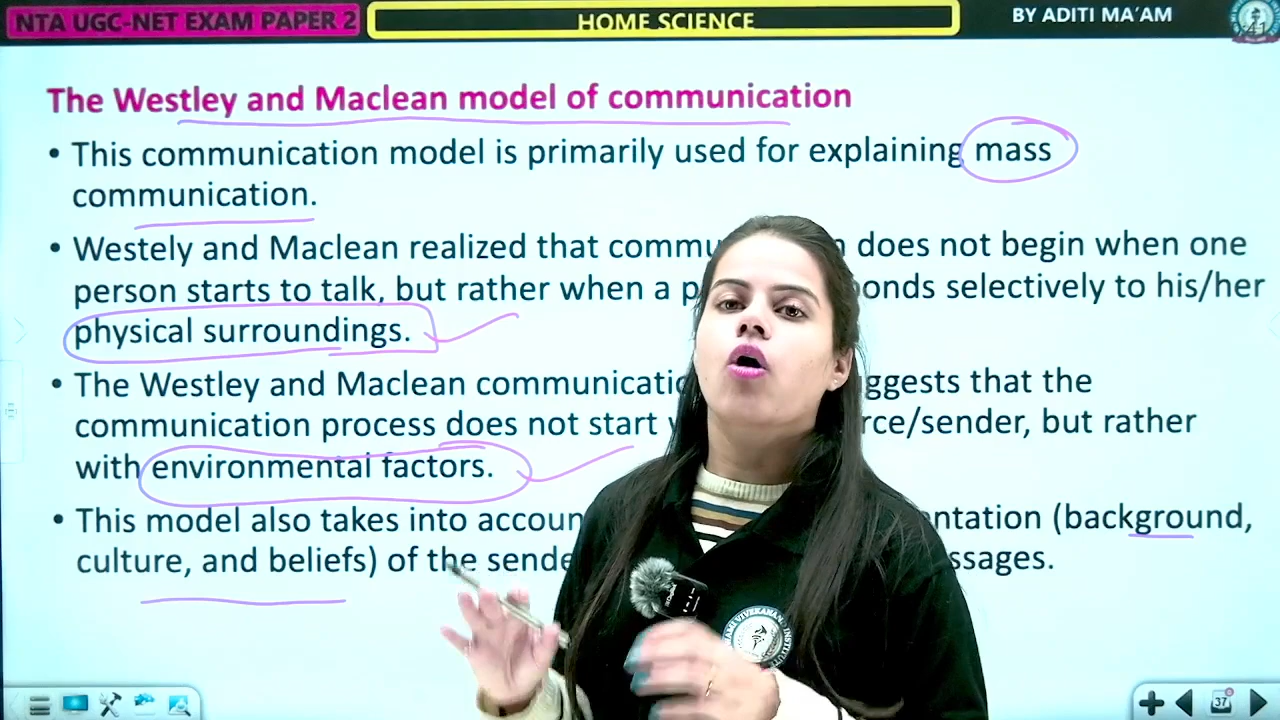 NTA UGC-NET EXAM PAPER 2
HOME SCIENCE
BY ADITI MA'AM
The Westley and Maclean model of communication
• This communication model is primarily used for explaining mass
communication.
• Westely and Maclean realized that commu n does not begin when one
person starts to talk, but rather when a p onds selectively to his/her
physical surroundings.
• The Westley and Maclean communicatio ggests that the
communication process does not start rce/sender, but rather
with environmental factors.
• This model also takes into accoun ntation (background,
culture, and beliefs) of the sende ssages.
37